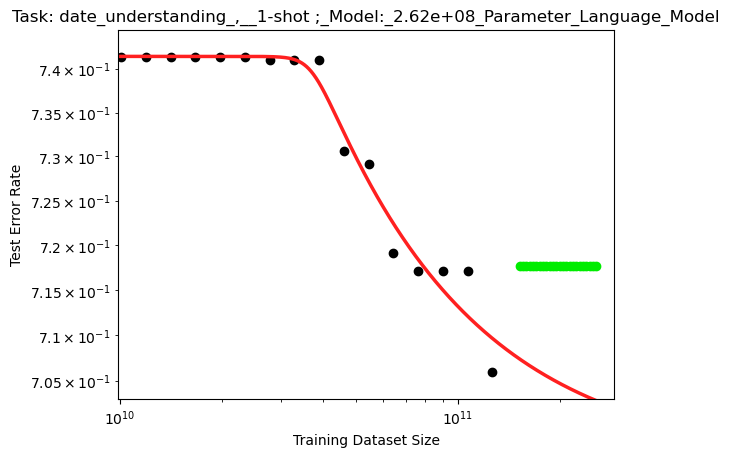 Task: date_understanding_,__1-shot ;_Model:_2.62e+08_Parameter_Language_Model
7.4 × 10⁻¹
7.35 × 10⁻¹
7.3 × 10⁻¹
7.25 × 10⁻¹
7.2 × 10⁻¹
7.15 × 10⁻¹
7.1 × 10⁻¹
7.05 × 10⁻¹
Test Error Rate
10¹⁰
10¹¹
Training Dataset Size